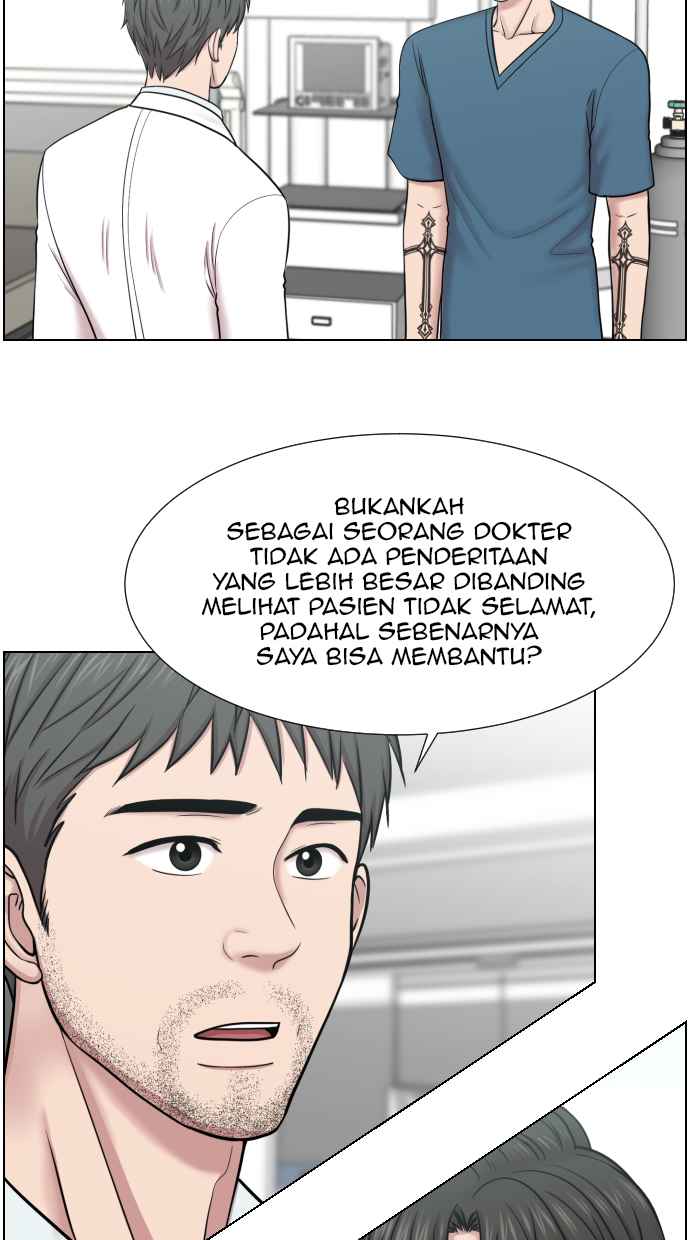 BUKANKAH
SEBAGAI SEORANG DOKTER
TIDAK ADA PENDERITAAN
YANG LEBIH BESAR DIBANDING
MELIHAT PASIEN TIDAK SELAMAT,
PADAHAL SEBENARNYA
SAYA BISA MEMBANTU?